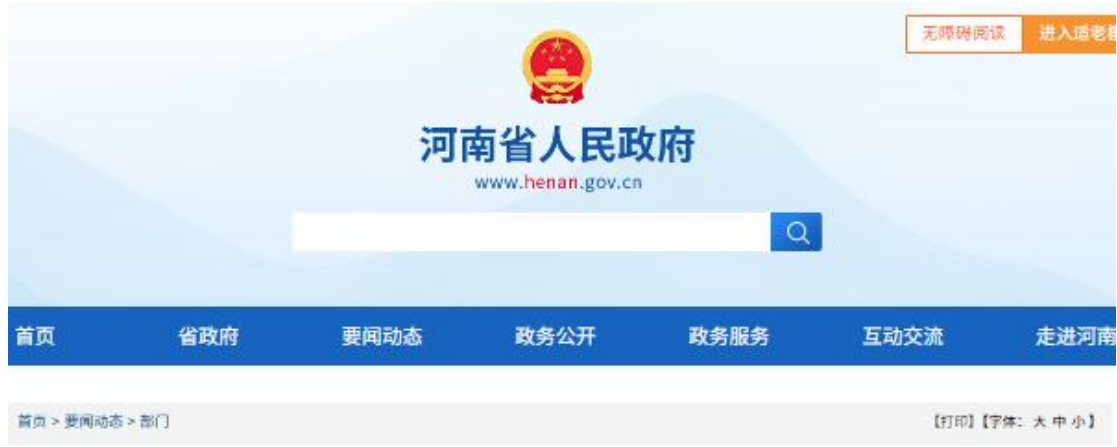 无障碍阅读 进入适老模
河南省人民政府
www.henan.gov.cn
首页 省政府 要闻动态 政务公开 政务服务 互动交流 走进河南
首页 > 要闻动态 > 部门 【打印】【字体：大 中 小】